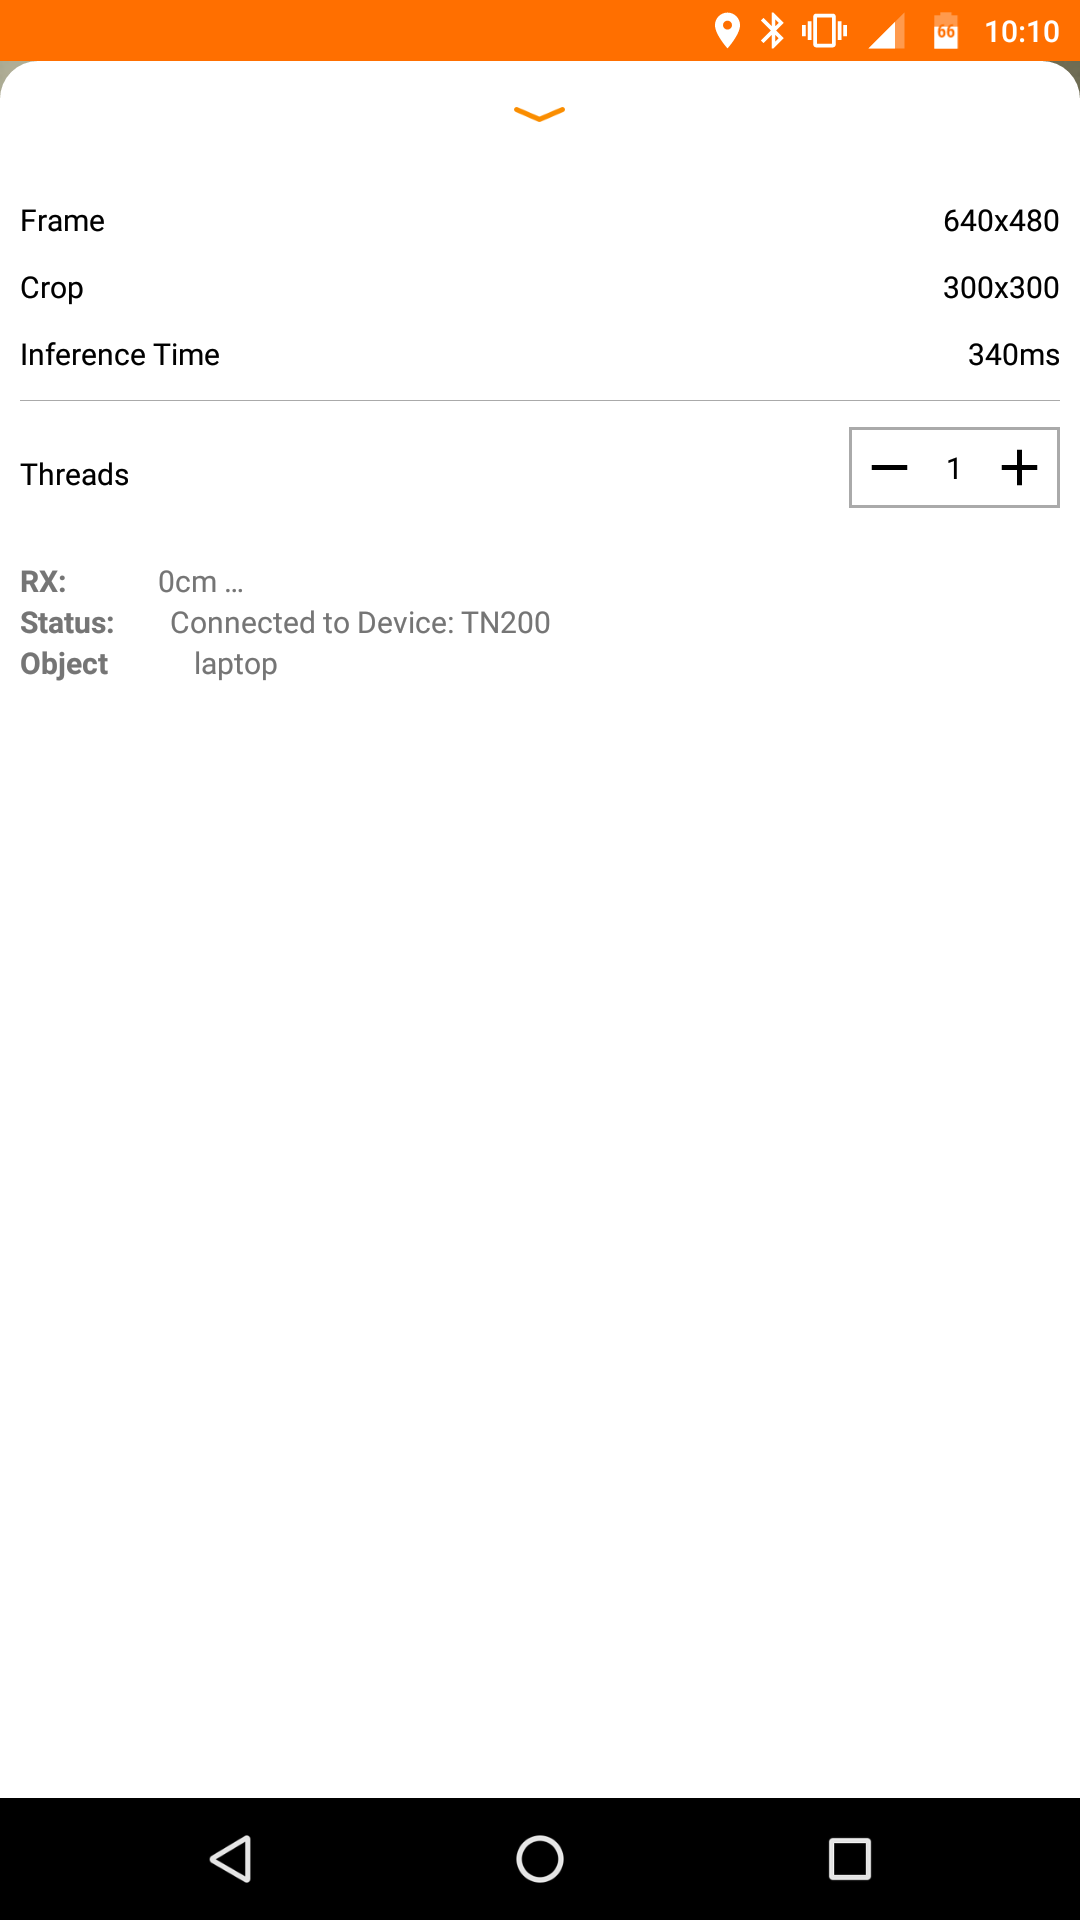 66 10:10
Frame 640x480
Crop 300x300
Inference Time 340ms
Threads 1
RX: 0cm ...
Status: Connected to Device: TN200
Object laptop